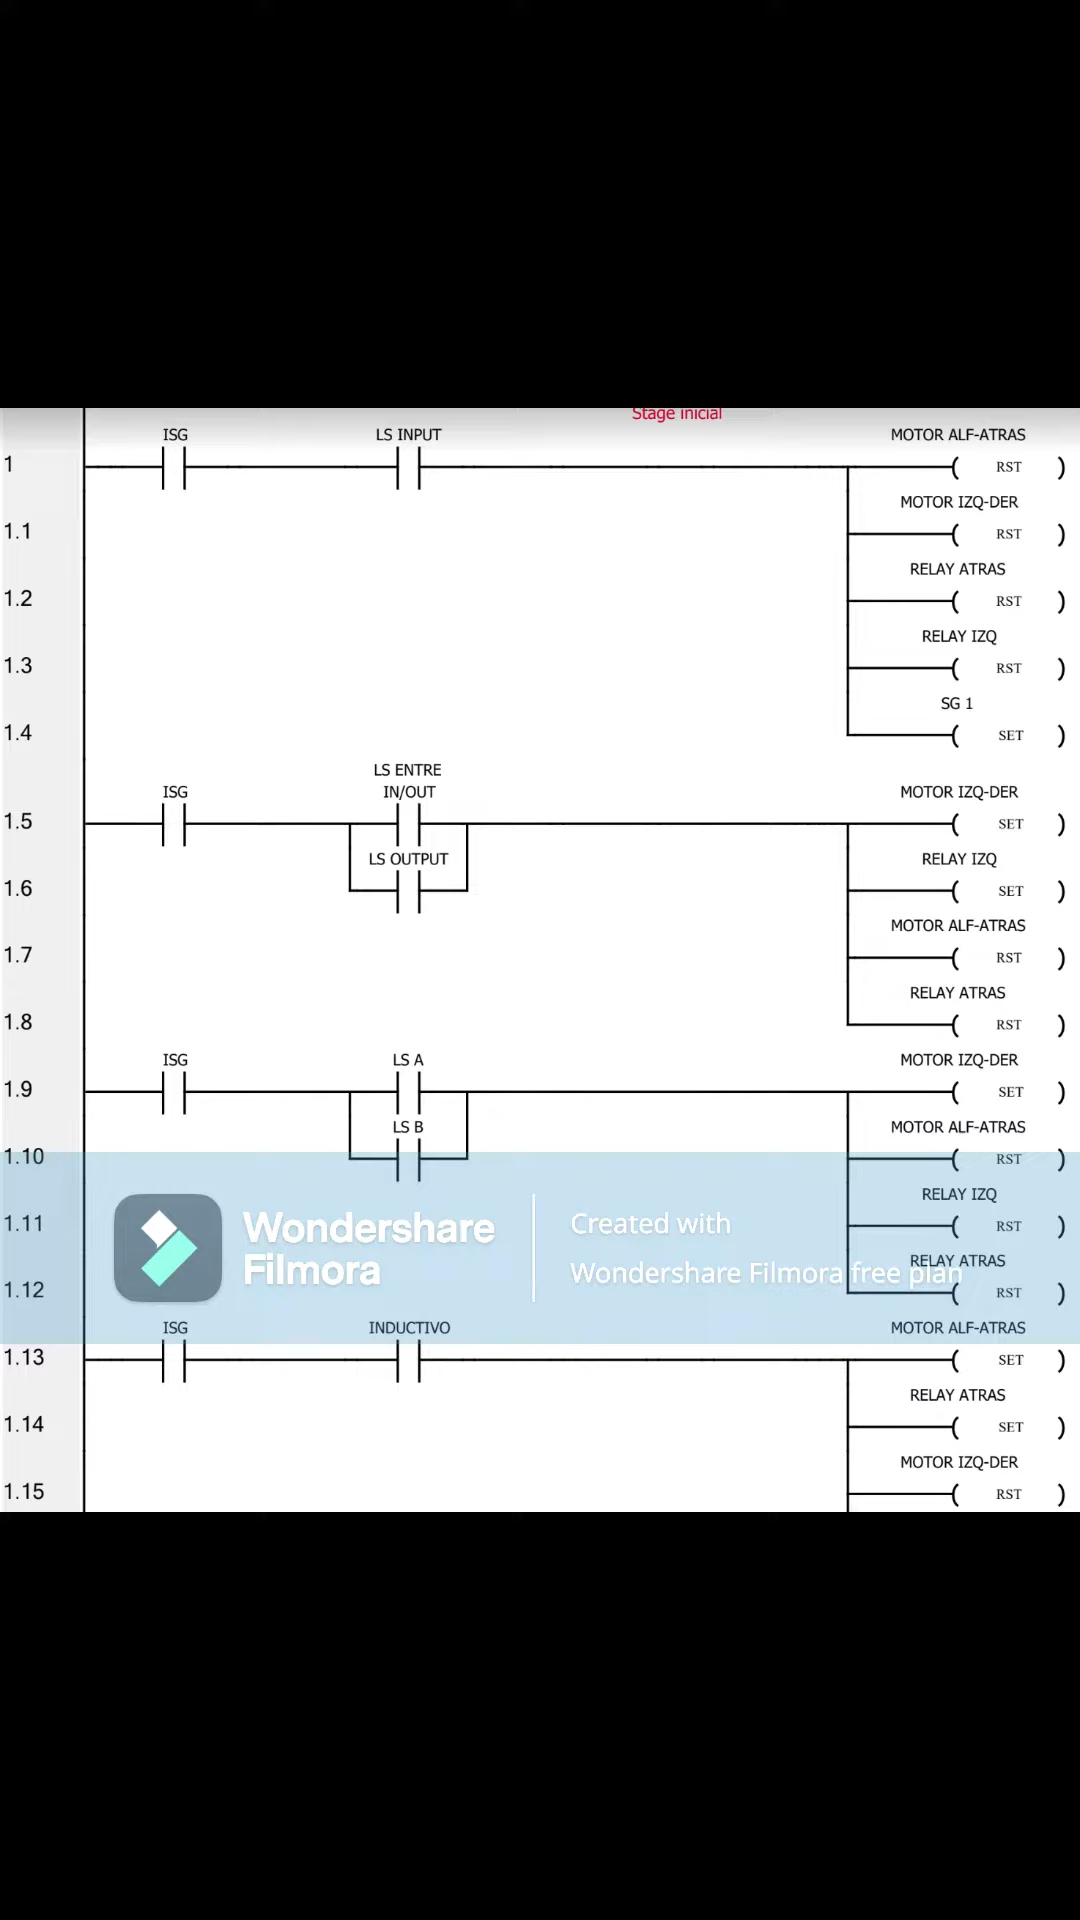 Stage inicial
ISG LS INPUT MOTOR ALF-ATRAS
1 RST
MOTOR IZQ-DER
1.1 RST
RELAY ATRAS
1.2 RST
RELAY IZQ
1.3 RST
SG 1
1.4 SET
LS ENTRE
ISG IN/OUT MOTOR IZQ-DER
1.5 SET
LS OUTPUT RELAY IZQ
1.6 SET
MOTOR ALF-ATRAS
1.7 RST
RELAY ATRAS
1.8 RST
ISG LS A MOTOR IZQ-DER
1.9 SET
LS B MOTOR ALF-ATRAS
1.10 RST
RELAY IZQ
1.11 RST
RELAY ATRAS
1.12 RST
Wondershare
Filmora
Created with
Wondershare Filmora free plan
ISG INDUCTIVO MOTOR ALF-ATRAS
1.13 SET
RELAY ATRAS
1.14 SET
MOTOR IZQ-DER
1.15 RST